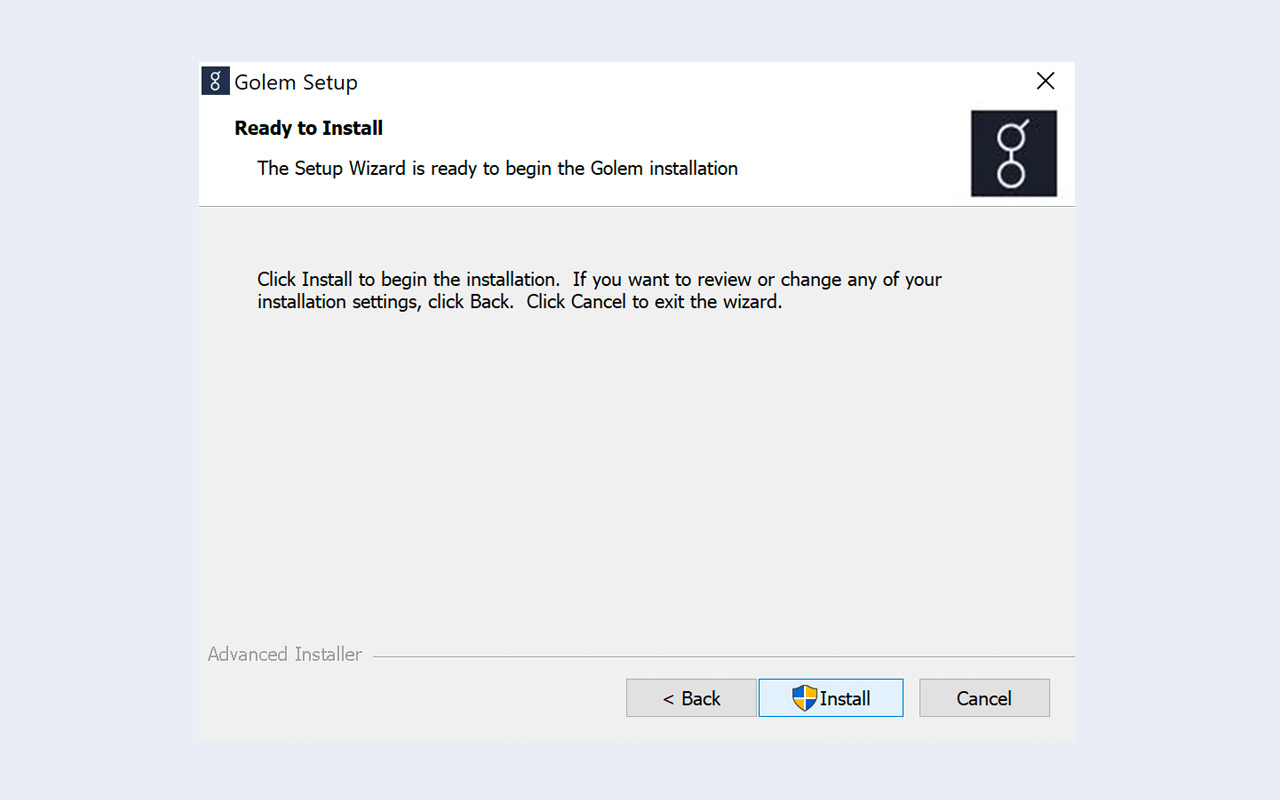 Golem Setup
Ready to Install
The Setup Wizard is ready to begin the Golem installation
Click Install to begin the installation.  If you want to review or change any of your
installation settings, click Back.  Click Cancel to exit the wizard.
Advanced Installer
< Back
Install
Cancel